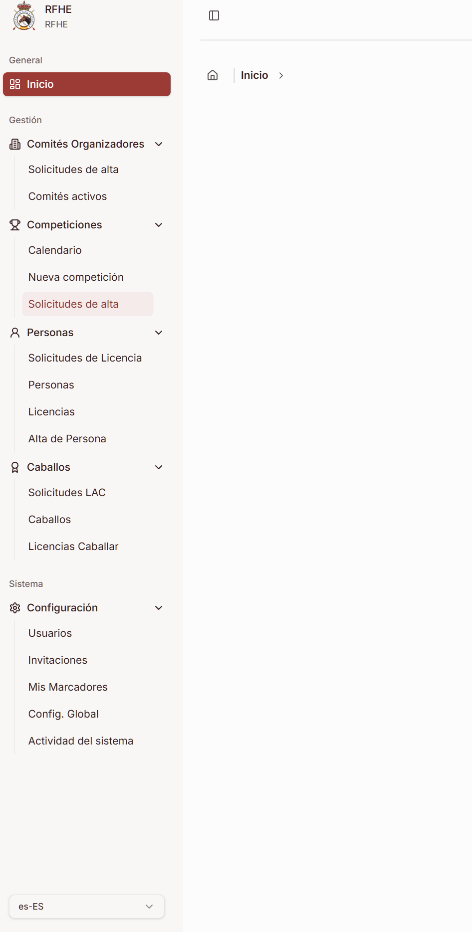 RFHE
RFHE
General
Inicio
Gestión
Comités Organizadores
Solicitudes de alta
Comités activos
Competiciones
Calendario
Nueva competición
Solicitudes de alta
Personas
Solicitudes de Licencia
Personas
Licencias
Alta de Persona
Caballos
Solicitudes LAC
Caballos
Licencias Caballar
Sistema
Configuración
Usuarios
Invitaciones
Mis Marcadores
Config. Global
Actividad del sistema
es-ES
Inicio